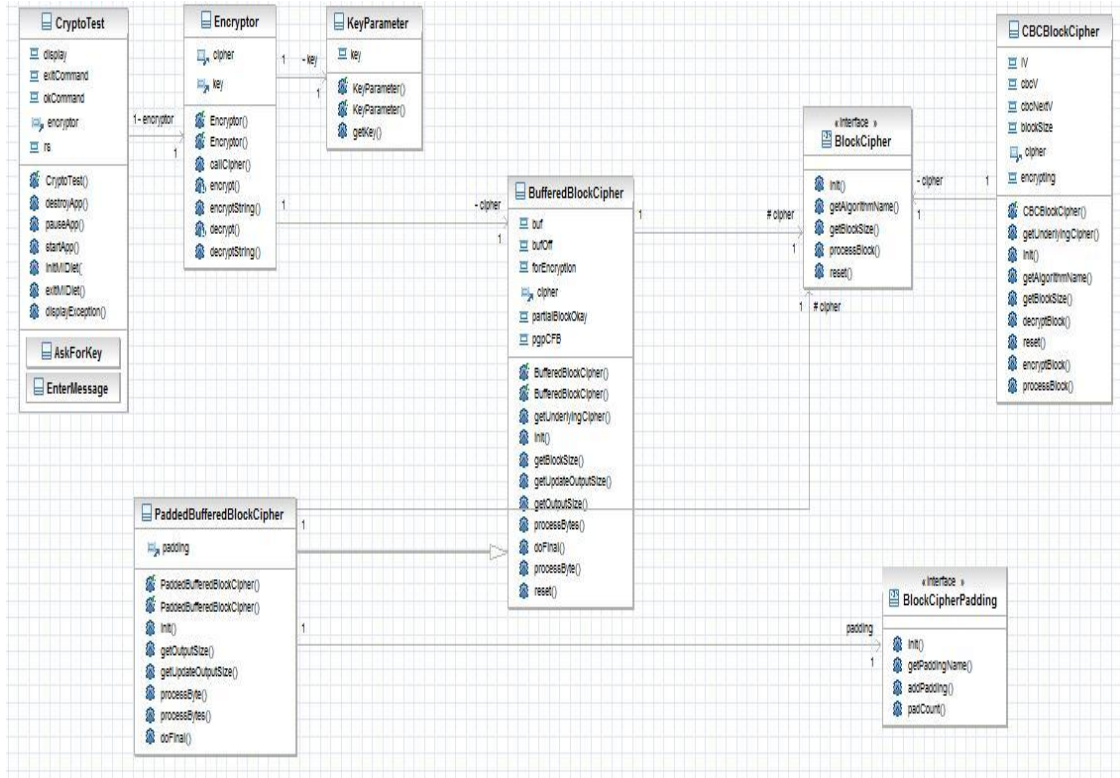 CryptoTest
display
exitCommand
okCommand
encryptor
rs
CryptoTest()
destroyApp()
pauseApp()
startApp()
initMIDlet(
exitMIDlet()
displayException()
AskForKey
EnterMessage
1 - encryptor
1
Encryptor
cipher
key
Encryptor()
Encryptor()
callCipher()
encrypt()
encryptString()
decrypt()
decryptString()
1
- key
1
KeyParameter
key
KeyParameter()
KeyParameter()
getKey()
1
- cipher
1
BufferedBlockCipher
buf
bufOff
forEncryption
cipher
partialBlockOkay
pgpCFB
BufferedBlockCipher()
BufferedBlockCipher()
getUnderlyingCipher()
init()
getBlockSize()
getUpdateOutputSize()
getOutputSize()
processBytes()
doFinal()
processByte()
reset()
1
# cipher
1
«interface »
BlockCipher
init()
getAlgorithmName()
getBlockSize()
processBlock()
reset()
1 # cipher
- cipher
1
1
CBCBlockCipher
IV
cbcV
cbcNextV
blockSize
cipher
encrypting
CBCBlockCipher()
getUnderlyingCipher()
init()
getAlgorithmName()
getBlockSize()
decryptBlock()
reset()
encryptBlock()
processBlock()
PaddedBufferedBlockCipher
padding
PaddedBufferedBlockCipher()
PaddedBufferedBlockCipher()
init()
getOutputSize()
getUpdateOutputSize()
processByte()
processBytes()
doFinal()
1
1
padding
1
«interface »
BlockCipherPadding
init()
getPaddingName()
addPadding()
padCount()